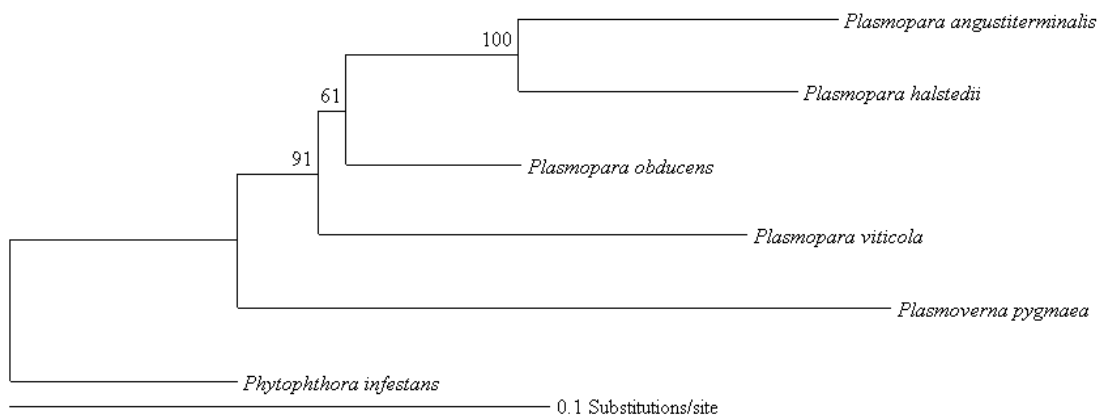 Plasmopara angustiterminalis
100
Plasmopara halstedii
61
Plasmopara obducens
91
Plasmopara viticola
Plasmoverna pygmaea
Phytophthora infestans
0.1 Substitutions/site